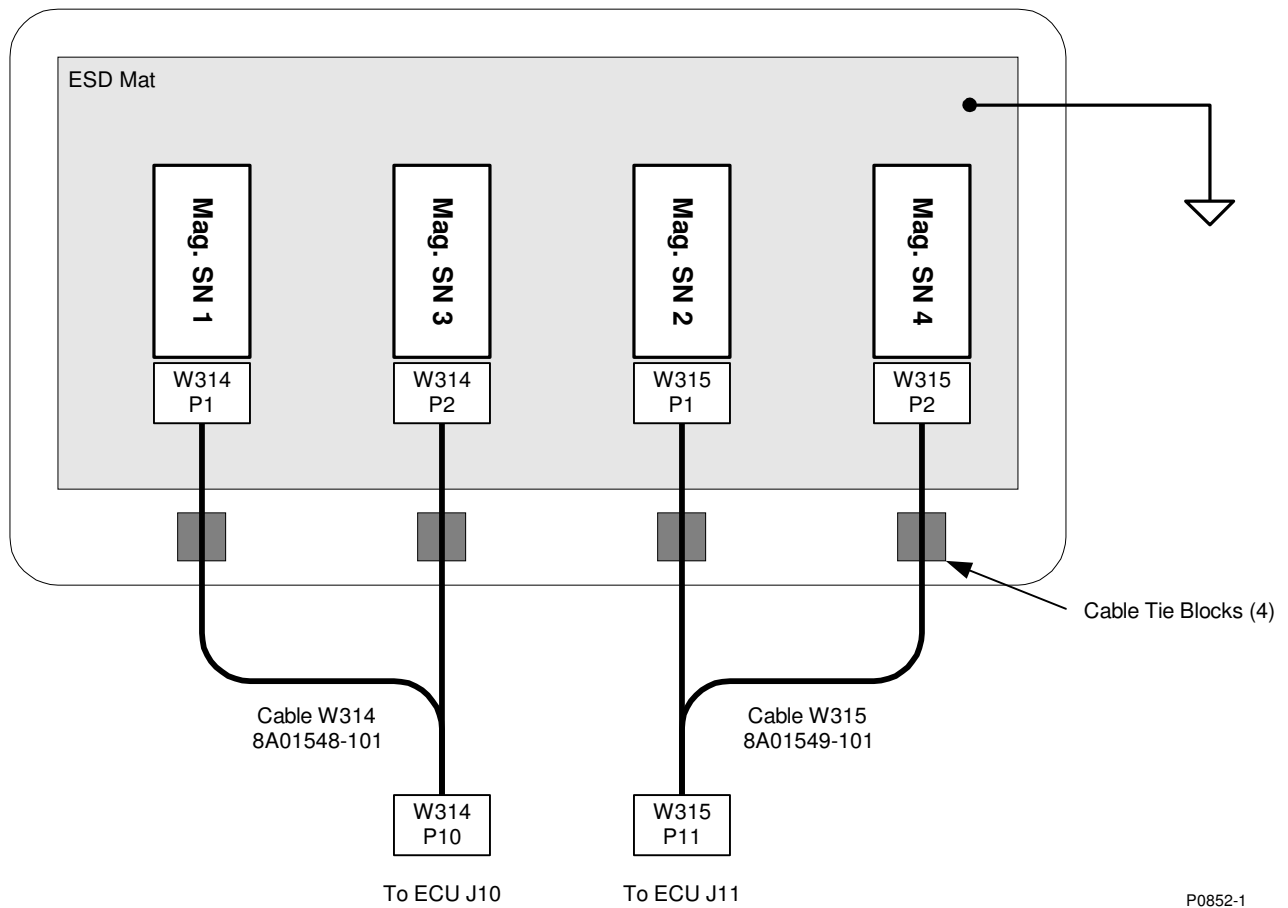 ESD Mat
Mag. SN 1
Mag. SN 3
Mag. SN 2
Mag. SN 4
W314
P1
W314
P2
W315
P1
W315
P2
Cable Tie Blocks (4)
Cable W314
8A01548-101
Cable W315
8A01549-101
W314
P10
W315
P11
To ECU J10
To ECU J11
P0852-1